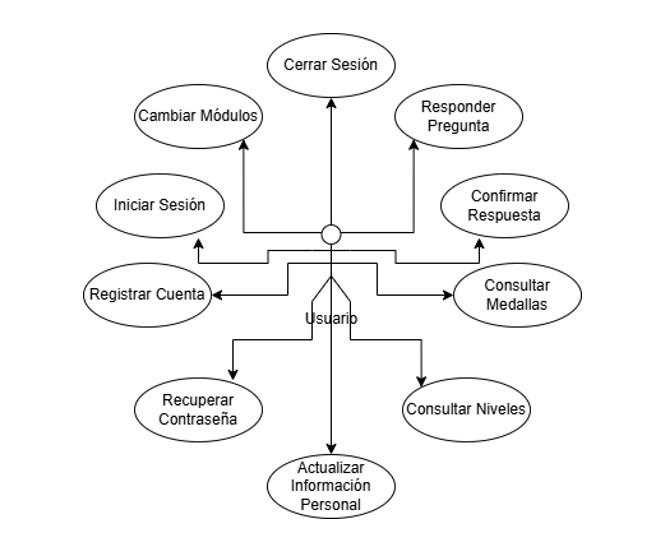 Cerrar Sesión
Cambiar Módulos
Responder
Pregunta
Iniciar Sesión
Confirmar
Respuesta
Registrar Cuenta
Consultar
Medallas
Usuario
Recuperar
Contraseña
Consultar Niveles
Actualizar
Información
Personal